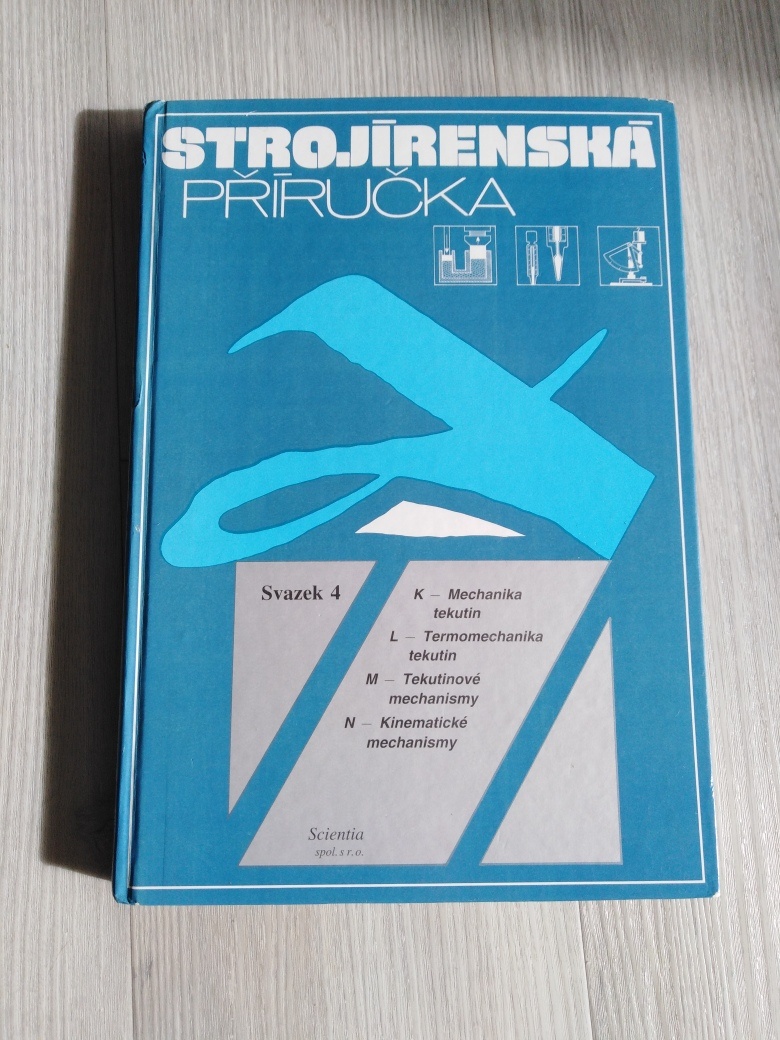 STROJÍRENSKÁ
PŘÍRUČKA
Svazek 4
K – Mechanika
tekutin
L – Termomechanika
tekutin
M – Tekutinové
mechanismy
N – Kinematické
mechanismy
Scientia
spol. s r. o.